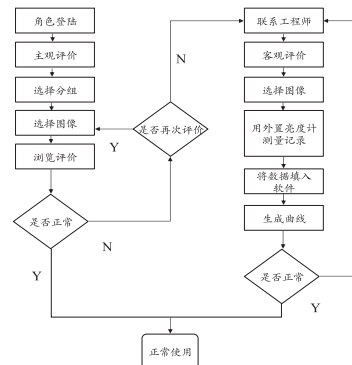 角色登陆
主观评价
选择分组
选择图像
浏览评价
是否正常
Y
N
Y
是否再次评价
N
联系工程师
客观评价
选择图像
用外置亮度计
测量记录
将数据填入
软件
生成曲线
是否正常
Y
正常使用